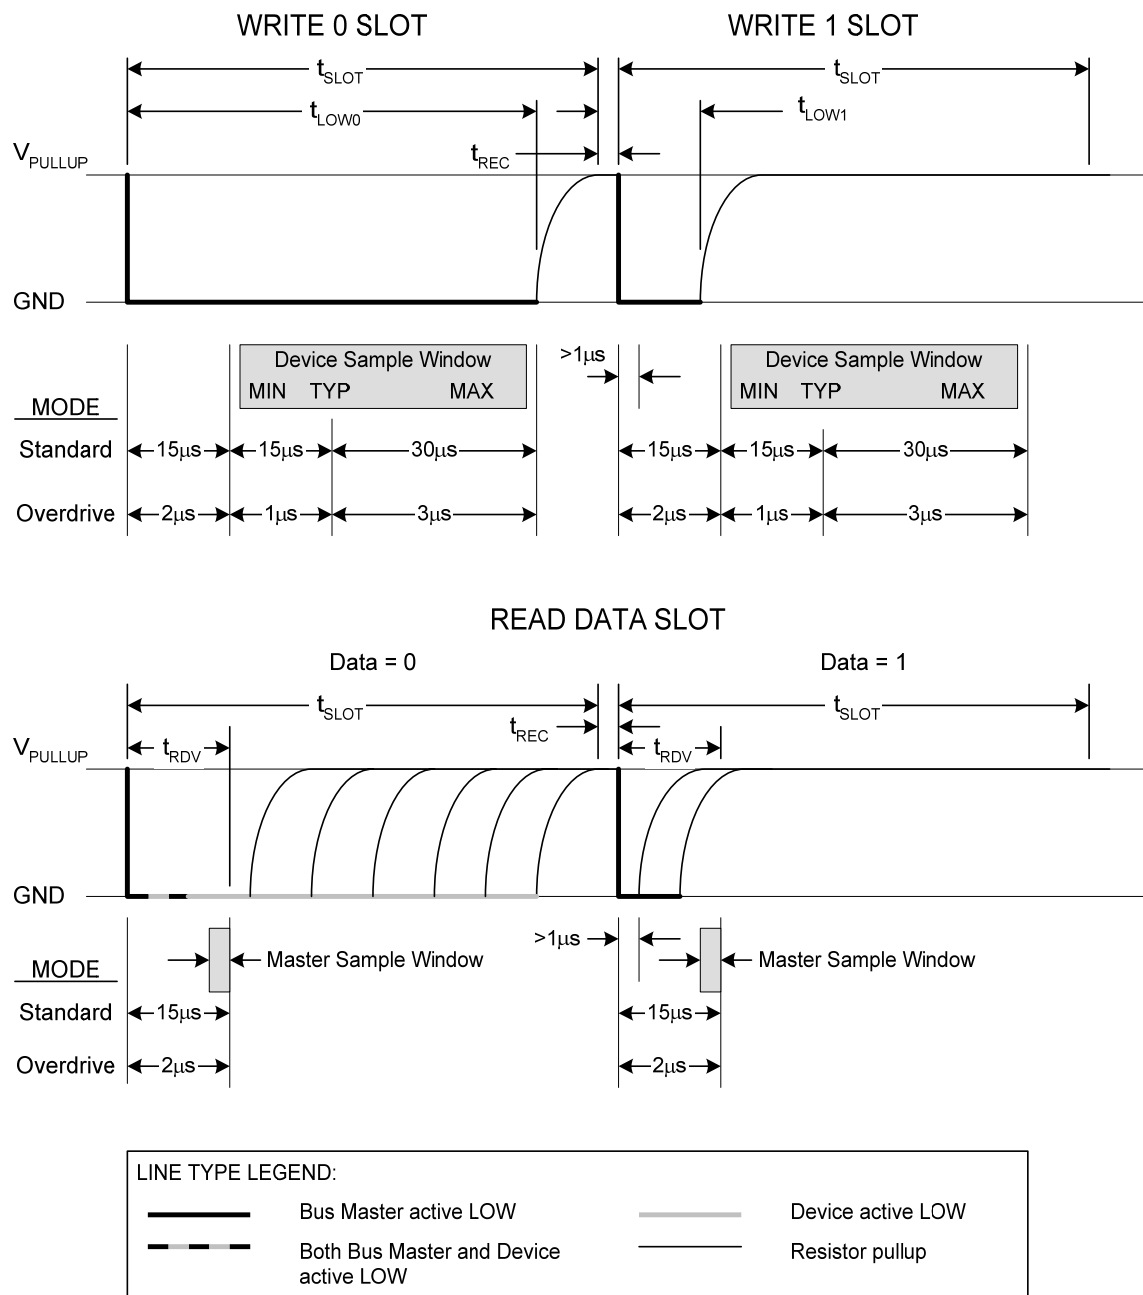 WRITE 0 SLOT WRITE 1 SLOT
tSLOT tSLOT
tLOW0 tLOW1
VPULLUP tREC
GND
Device Sample Window >1µs Device Sample Window
MIN TYP MAX MIN TYP MAX
MODE
Standard 15µs 15µs 30µs 15µs 15µs 30µs
Overdrive 2µs 1µs 3µs 2µs 1µs 3µs
READ DATA SLOT
Data = 0 Data = 1
tSLOT tSLOT
tREC
VPULLUP tRDV tRDV
GND
>1µs
MODE Master Sample Window Master Sample Window
Standard 15µs 15µs
Overdrive 2µs 2µs
LINE TYPE LEGEND:
Bus Master active LOW Device active LOW
Both Bus Master and Device Resistor pullup
active LOW